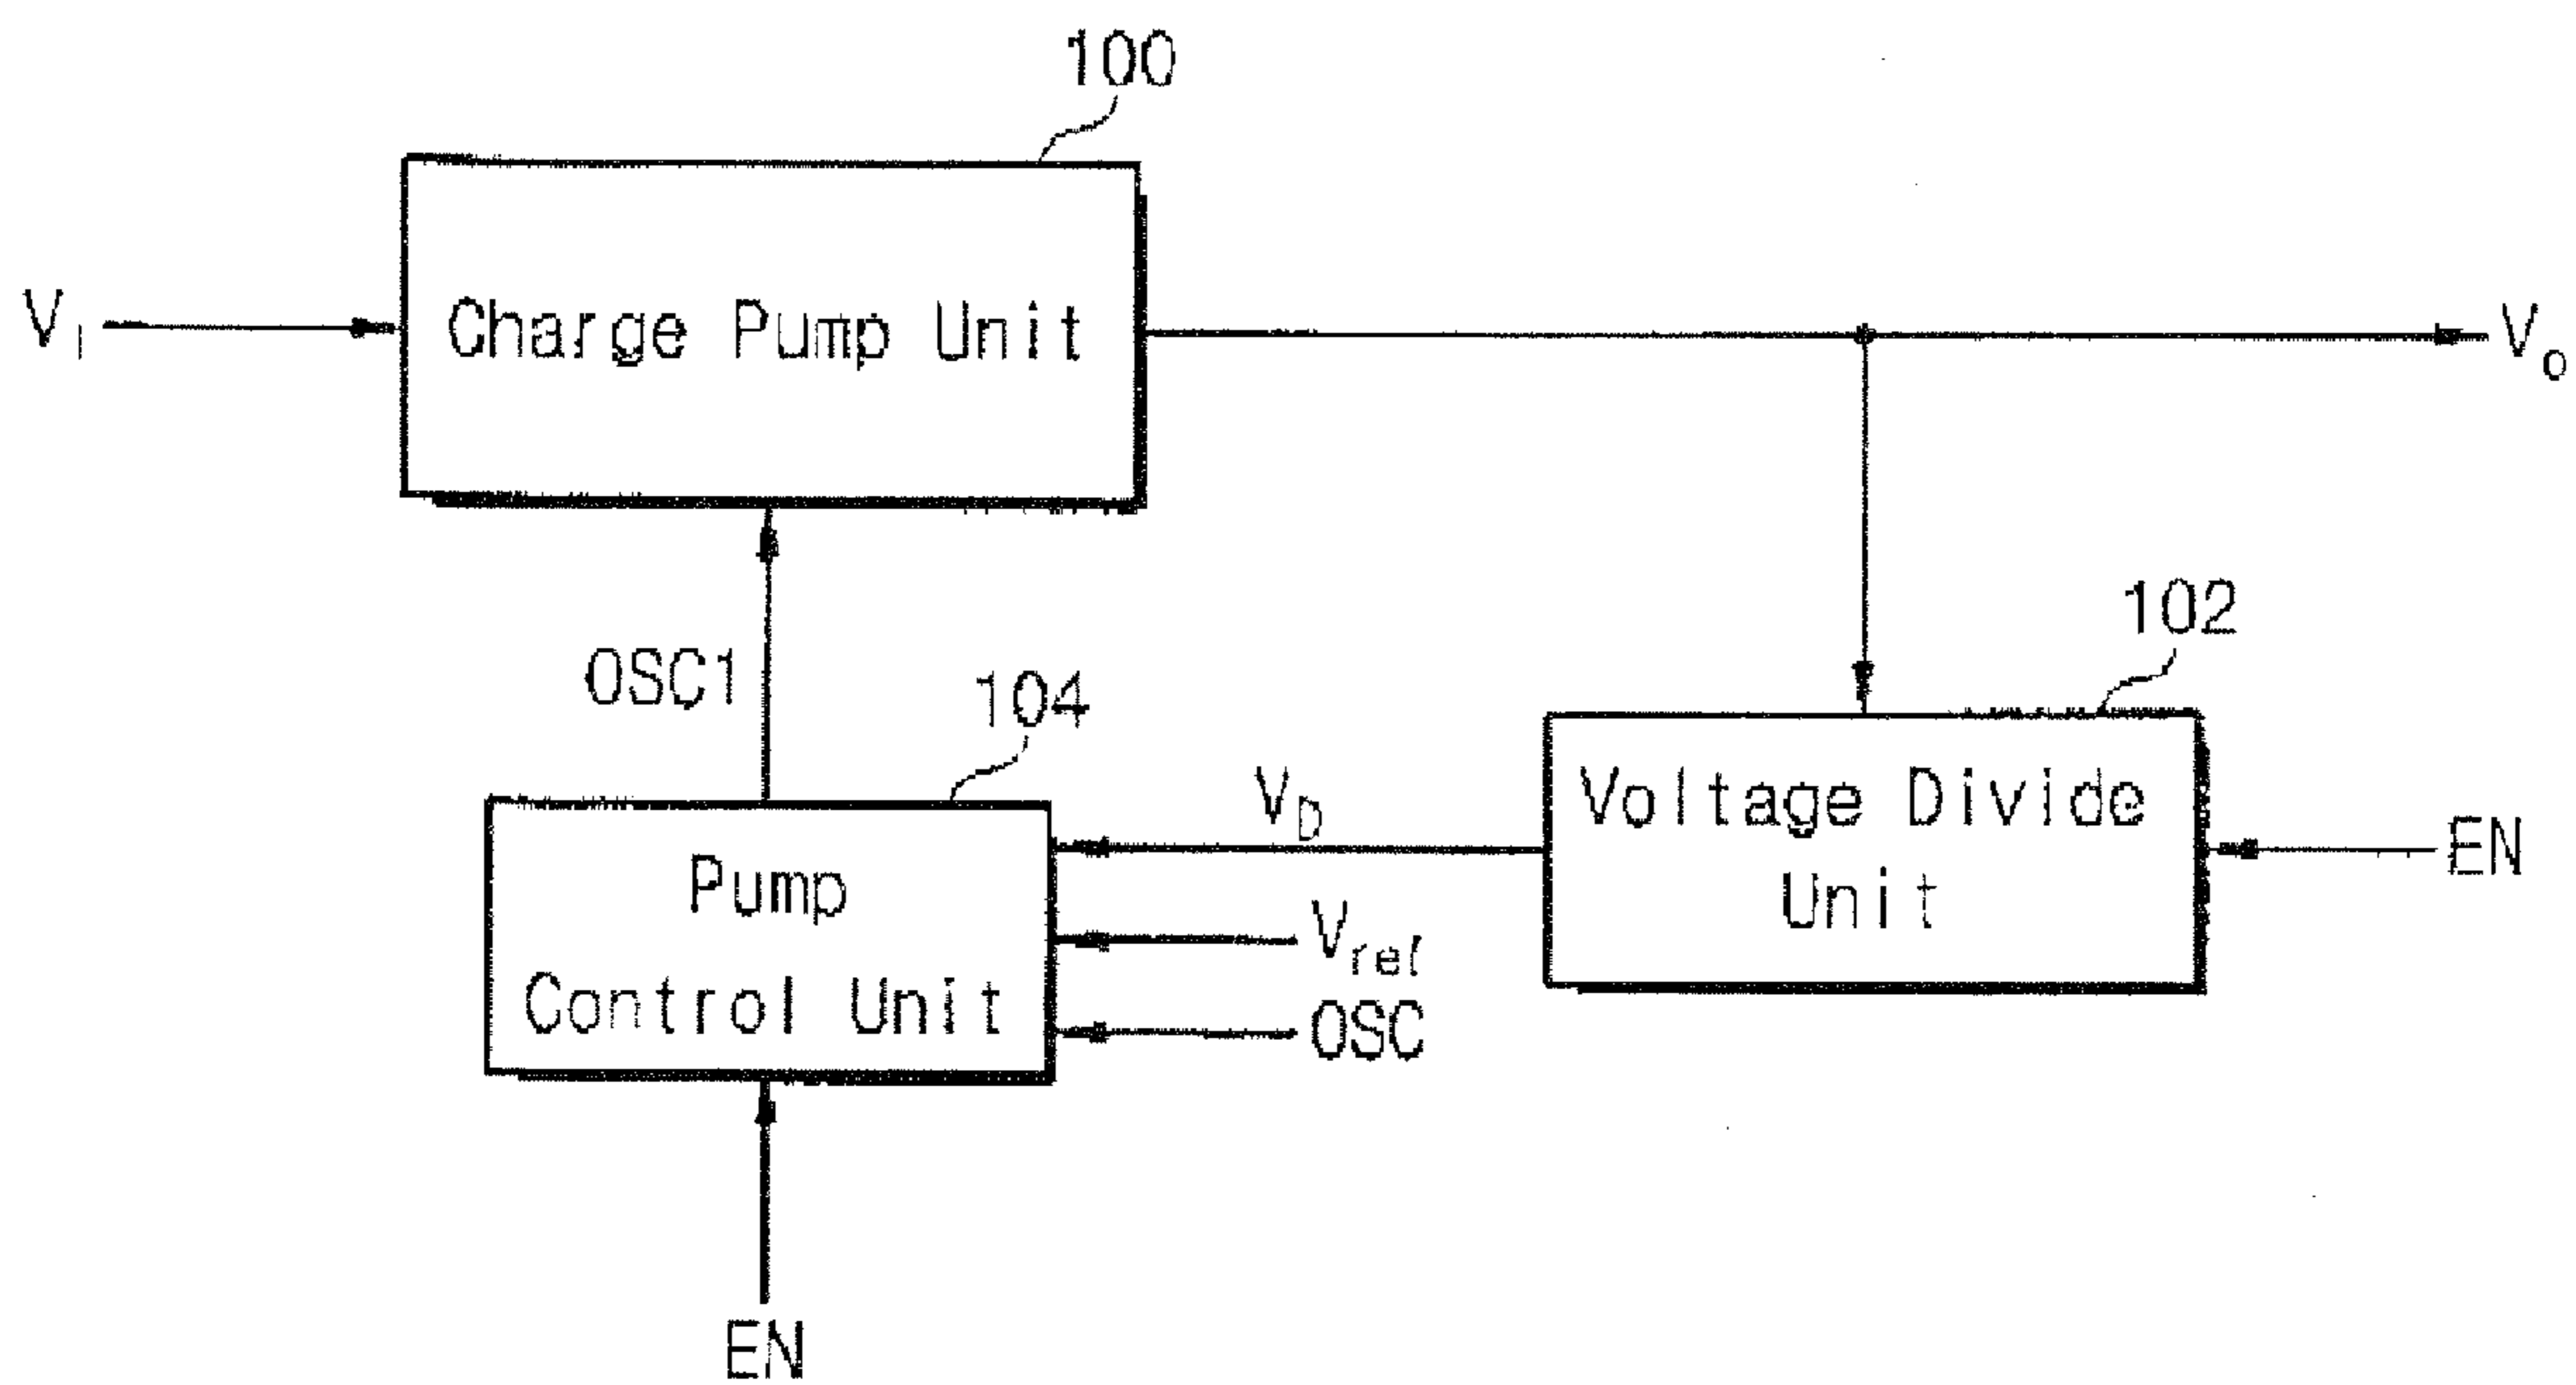 100
V_I
Charge Pump Unit
V_o
OSC1
104
102
V_D
Voltage Divide
Unit
EN
Pump
Control Unit
V_ref
OSC
EN